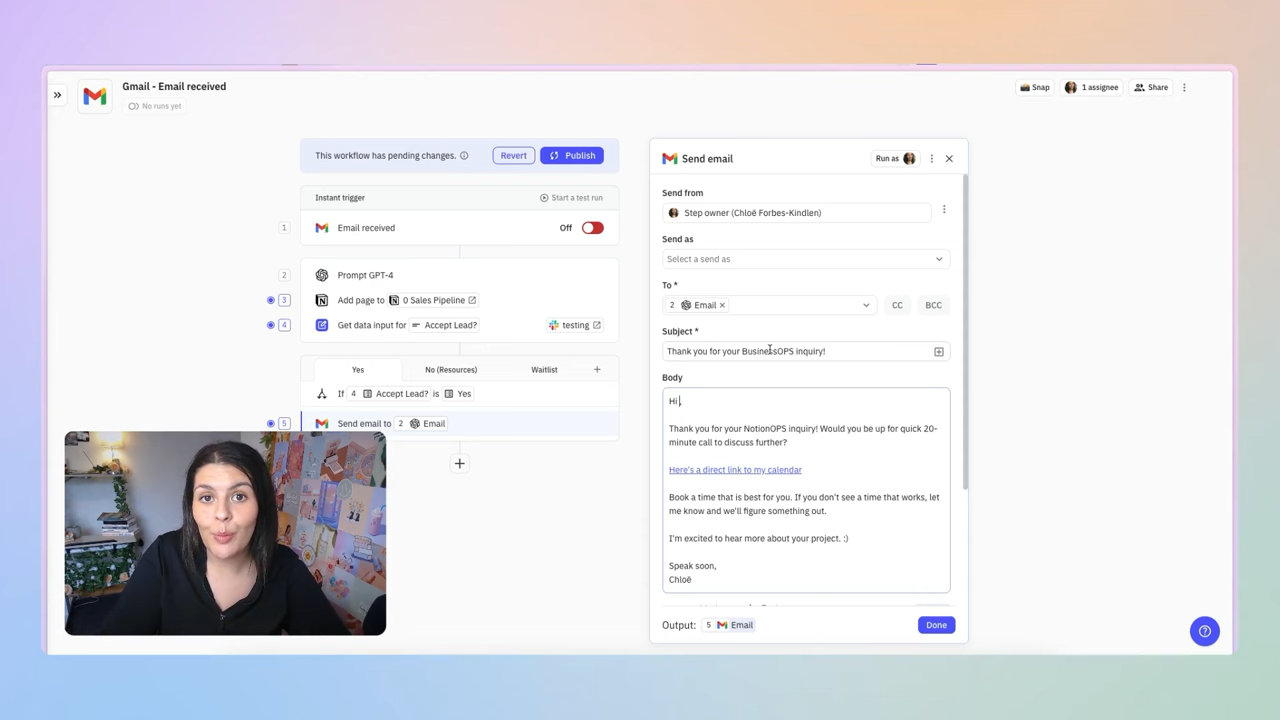 Gmail - Email received
No runs yet
Snap
1 assignee
Share
This workflow has pending changes.
Revert
Publish
Instant trigger
Start a test run
1
Email received
Off
2
Prompt GPT-4
3
Add page to
0 Sales Pipeline
4
Get data input for
Accept Lead?
testing
Yes
No (Resources)
Waitlist
+
If 4 Accept Lead? is Yes
5
Send email to 2 Email
+
Send email
Run as
Send from
Step owner (Chloë Forbes-Kindlen)
Send as
Select a send as
To *
2 Email
CC
BCC
Subject *
Thank you for your BusinessOPS inquiry!
Body
Hi ,
Thank you for your NotionOPS inquiry! Would you be up for quick 20-
minute call to discuss further?
Here's a direct link to my calendar
Book a time that is best for you. If you don't see a time that works, let
me know and we'll figure something out.
I'm excited to hear more about your project. :)
Speak soon,
Chloë
Output: 5 Email
Done